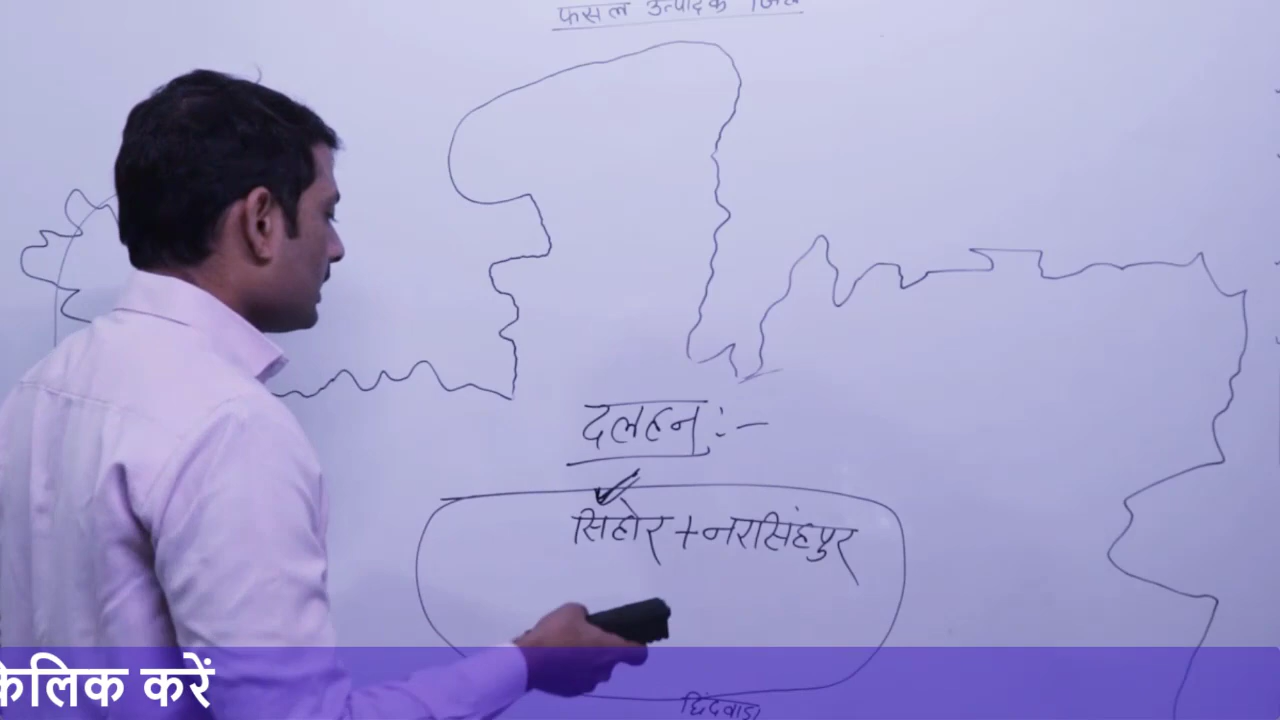 फसल उत्पादक
दलहन :-
सिहोर + नरसिंहपुर
छिंदवाडा
क्लिक करें